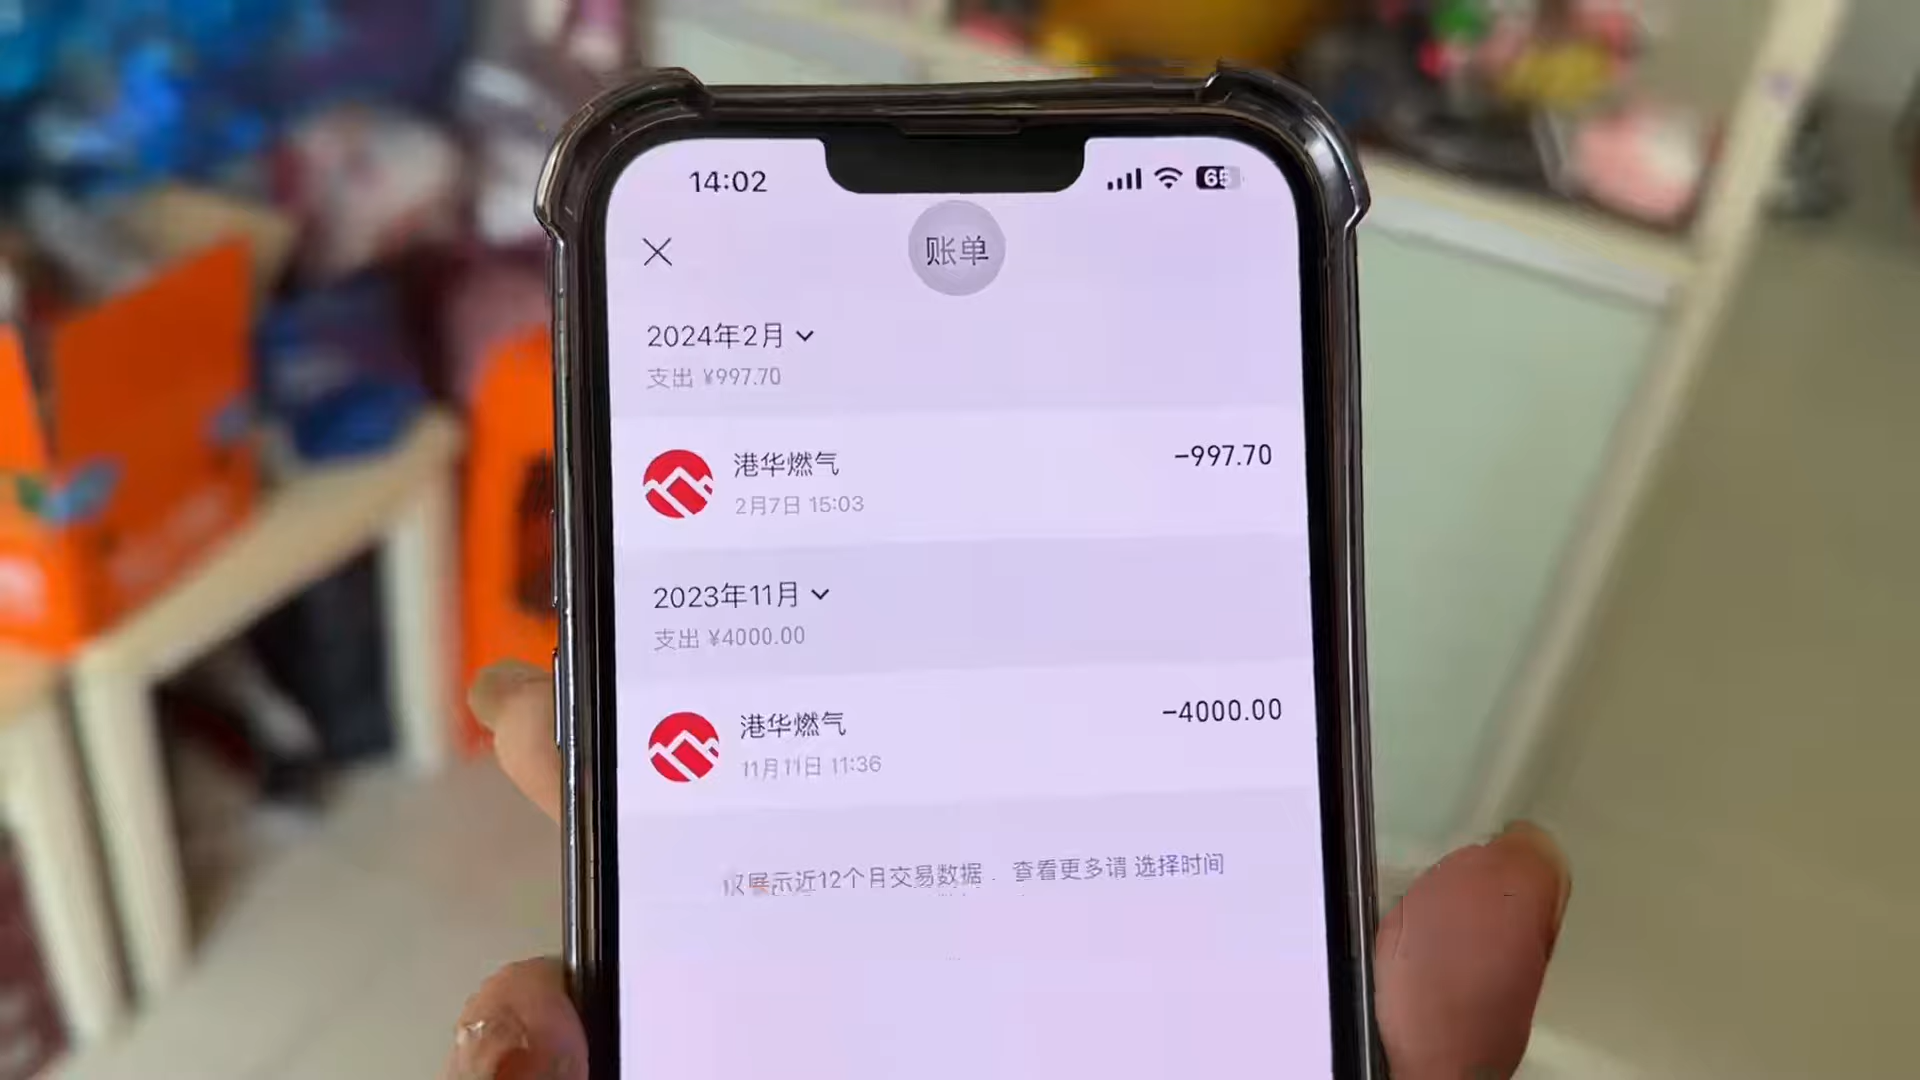 14:02
65
账单
2024年2月
支出 ¥997.70
港华燃气
-997.70
2月7日 15:03
2023年11月
支出 ¥4000.00
港华燃气
-4000.00
11月11日 11:36
仅展示近12个月交易数据 . 查看更多请 选择时间